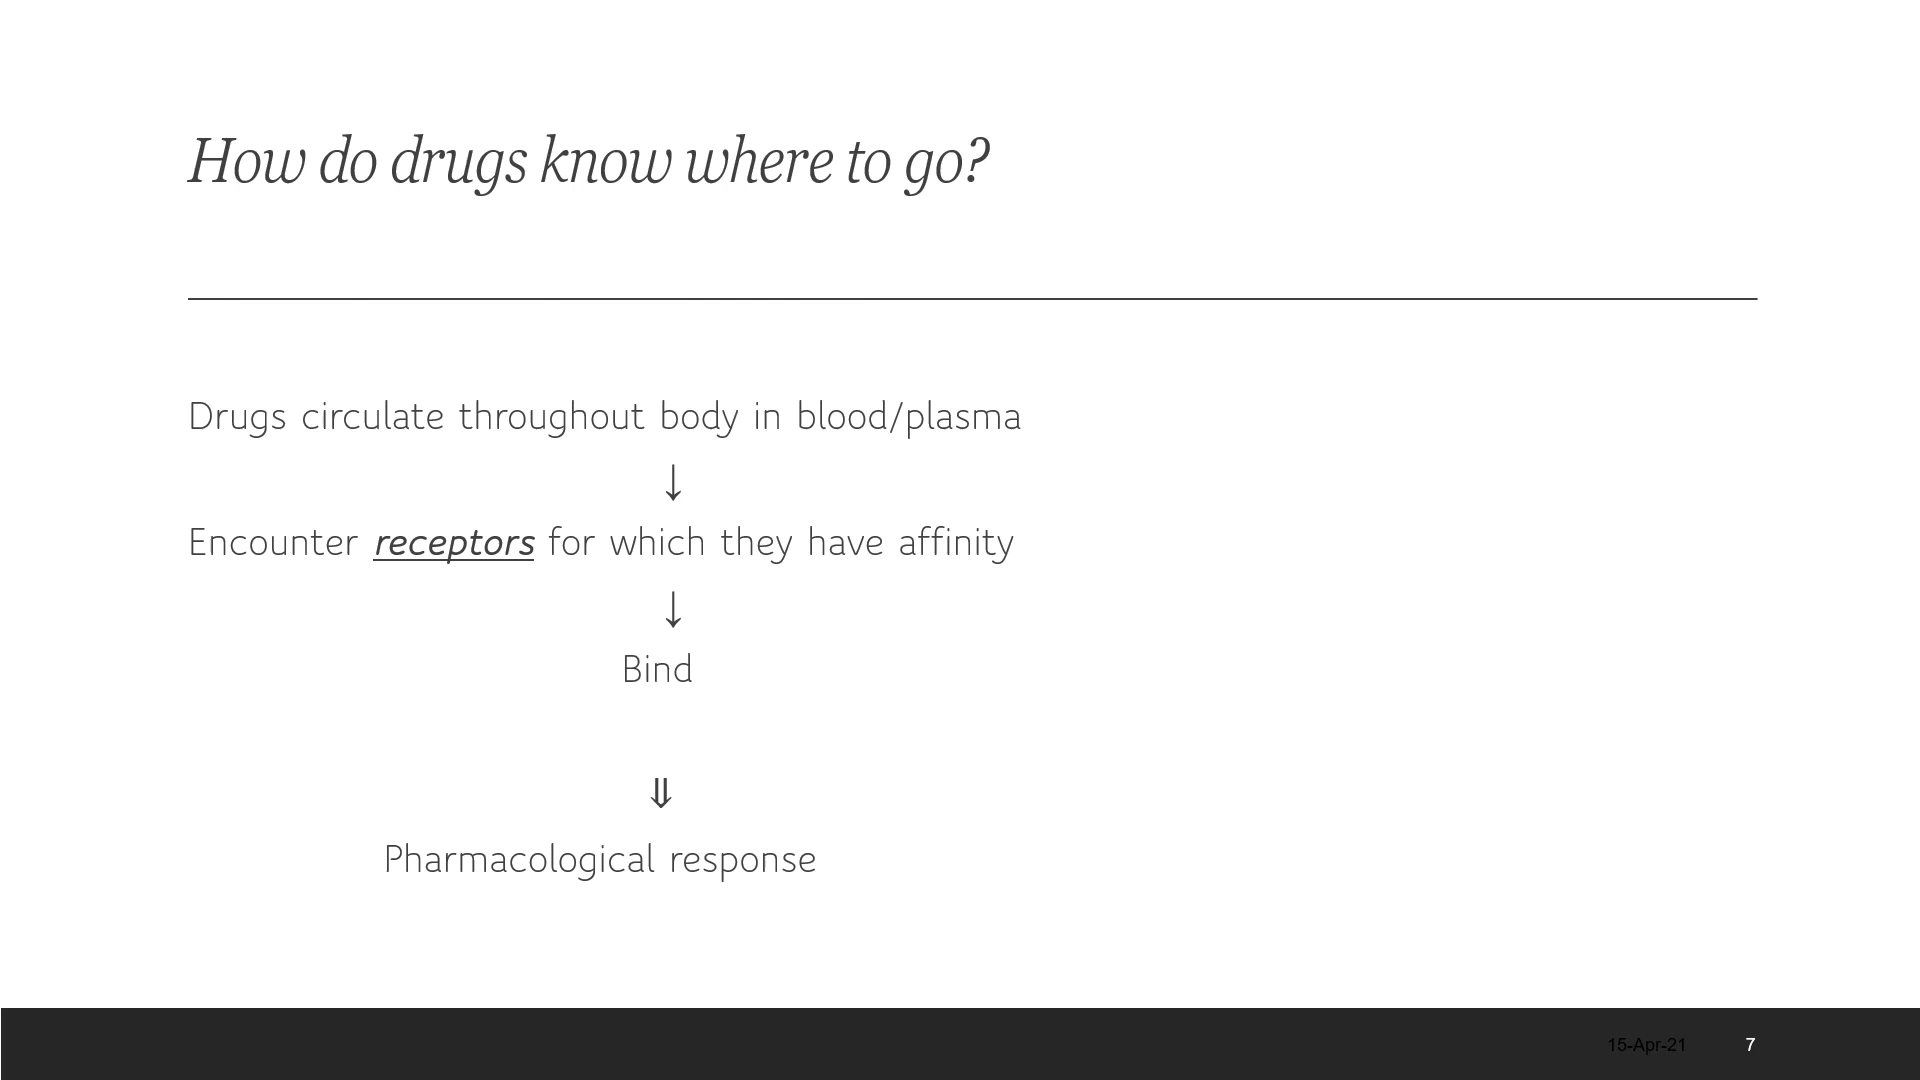 How do drugs know where to go?
Drugs circulate throughout body in blood/plasma
↓
Encounter receptors for which they have affinity
↓
Bind
⇓
Pharmacological response
15-Apr-21 7